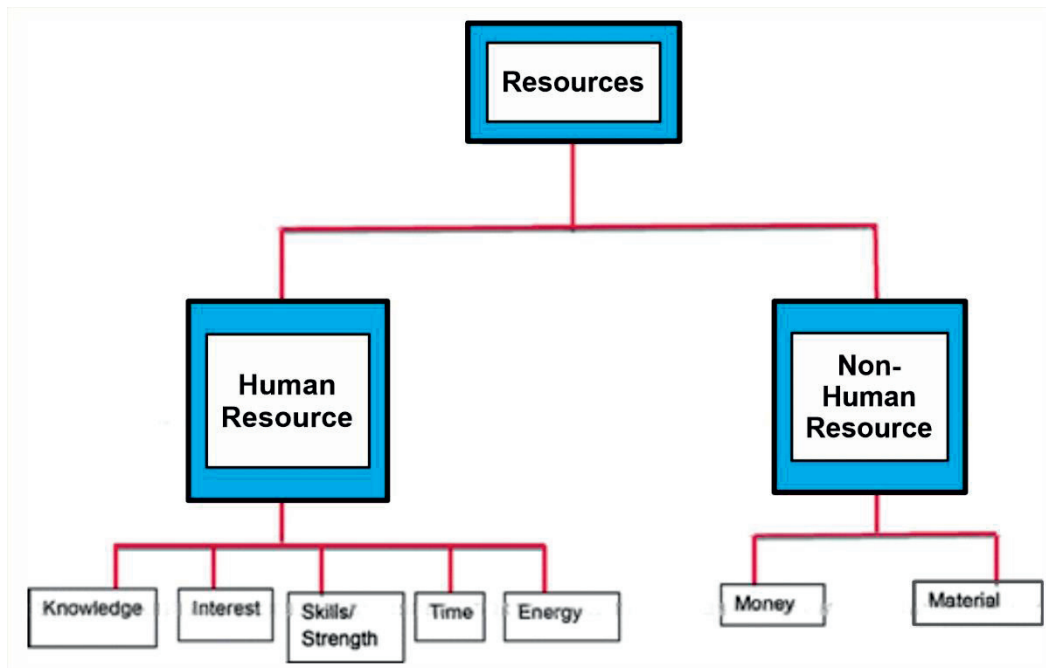 Resources
Human
Resource
Non-
Human
Resource
Knowledge
Interest
Skills/
Strength
Time
Energy
Money
Material